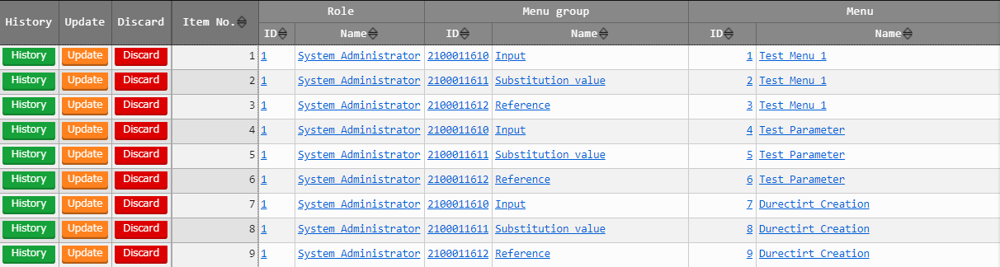 Role Menu group Menu
History Update Discard Item No.
ID Name ID Name ID Name
History Update Discard 1 1 System Administrator 2100011610 Input 1 Test Menu 1
History Update Discard 2 1 System Administrator 2100011611 Substitution value 2 Test Menu 1
History Update Discard 3 1 System Administrator 2100011612 Reference 3 Test Menu 1
History Update Discard 4 1 System Administrator 2100011610 Input 4 Test Parameter
History Update Discard 5 1 System Administrator 2100011611 Substitution value 5 Test Parameter
History Update Discard 6 1 System Administrator 2100011612 Reference 6 Test Parameter
History Update Discard 7 1 System Administrator 2100011610 Input 7 Durectirt Creation
History Update Discard 8 1 System Administrator 2100011611 Substitution value 8 Durectirt Creation
History Update Discard 9 1 System Administrator 2100011612 Reference 9 Durectirt Creation